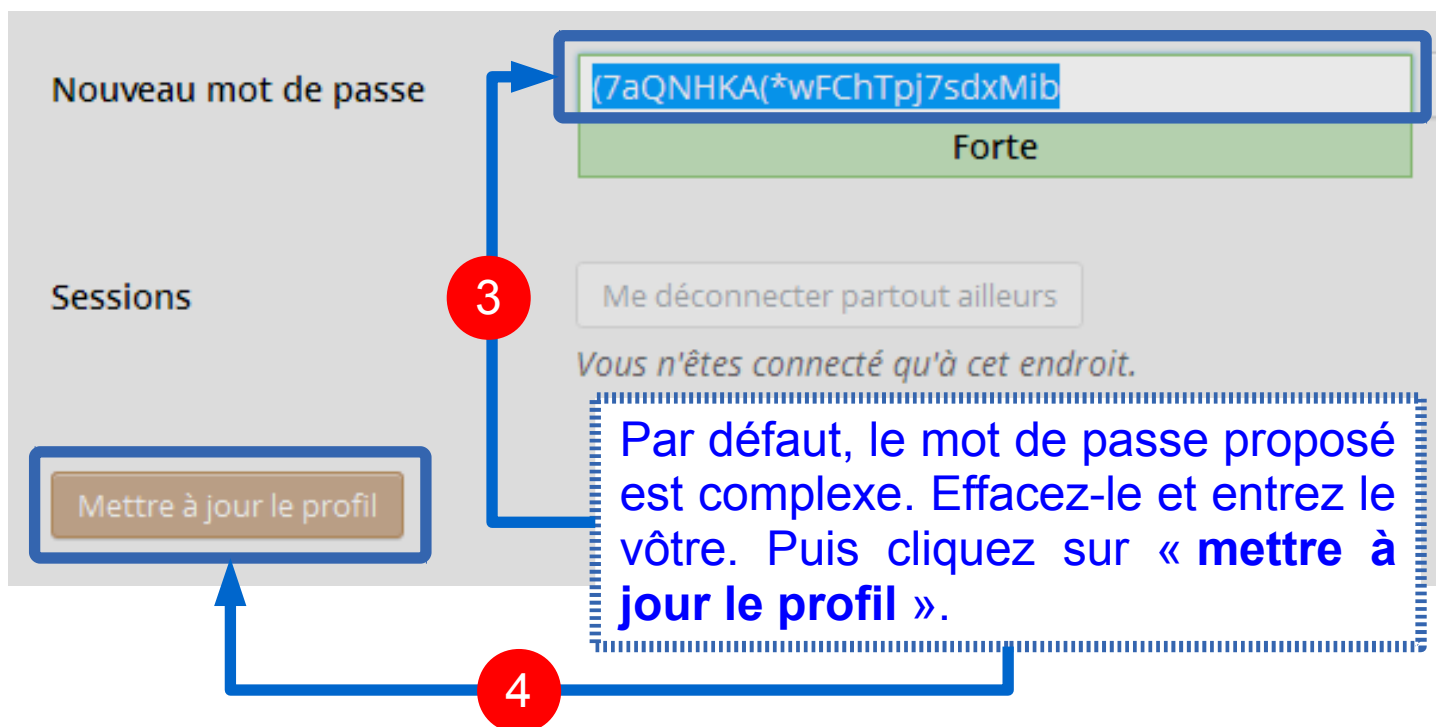 Nouveau mot de passe
(7aQNHKA(*wFChTpj7sdxMib
Forte
Sessions
3
Me déconnecter partout ailleurs
Vous n'êtes connecté qu'à cet endroit.
Mettre à jour le profil
Par défaut, le mot de passe proposé
est complexe. Effacez-le et entrez le
vôtre. Puis cliquez sur « mettre à
jour le profil ».
4